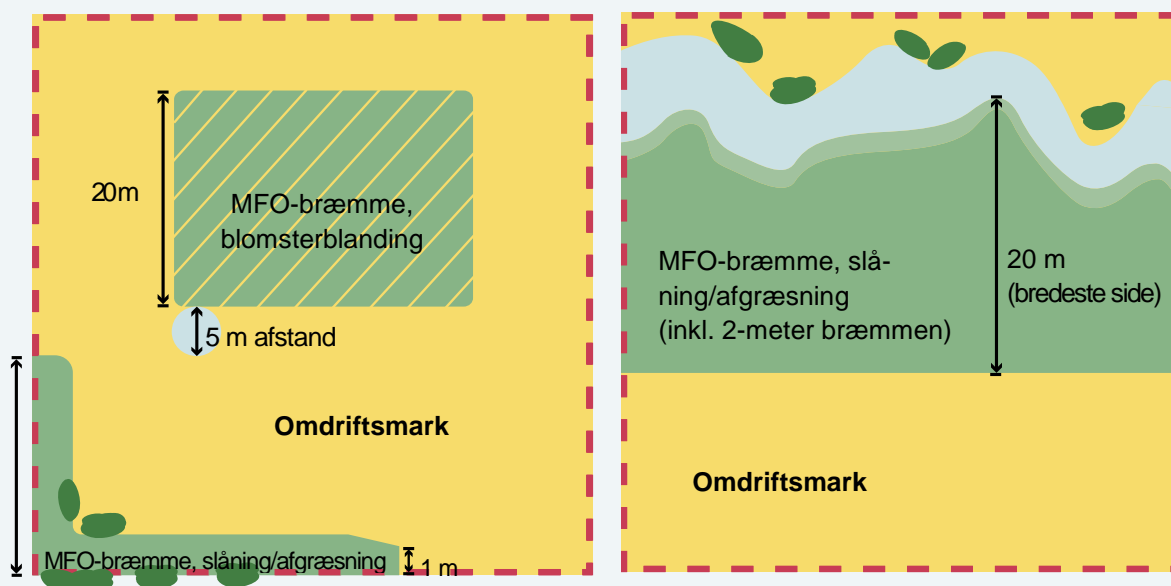 20m
MFO-bræmme,
blomsterblanding
5 m afstand
Omdriftsmark
MFO-bræmme, slåning/afgræsning
1 m
MFO-bræmme, slå-
ning/afgræsning
(inkl. 2-meter bræmmen)
20 m
(bredeste side)
Omdriftsmark